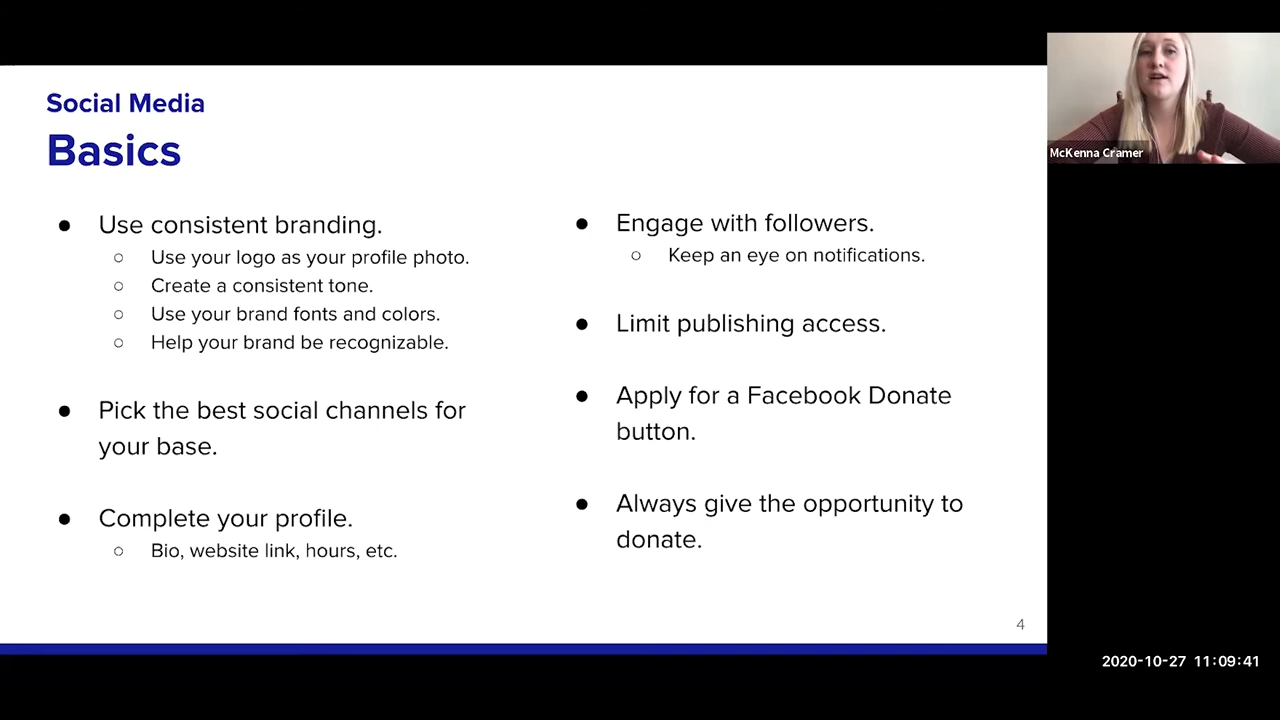 Social Media
Basics
● Use consistent branding.
○ Use your logo as your profile photo.
○ Create a consistent tone.
○ Use your brand fonts and colors.
○ Help your brand be recognizable.
● Pick the best social channels for
your base.
● Complete your profile.
○ Bio, website link, hours, etc.
● Engage with followers.
○ Keep an eye on notifications.
● Limit publishing access.
● Apply for a Facebook Donate
button.
● Always give the opportunity to
donate.
4
McKenna Cramer
2020-10-27 11:09:41